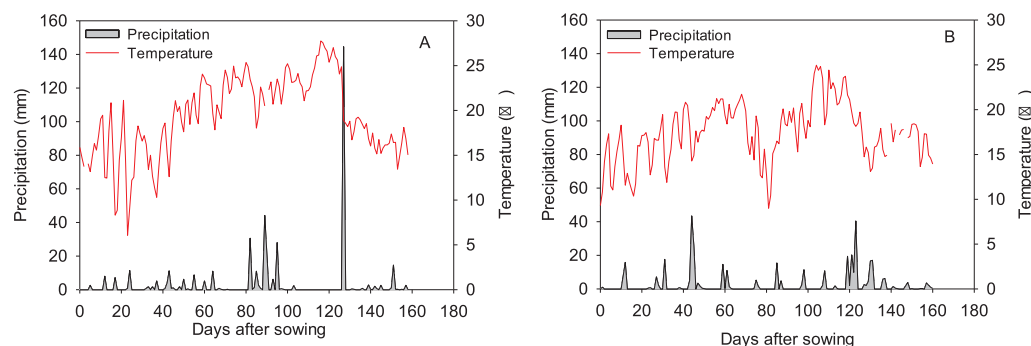 160
140
120
100
80
60
40
20
0
Precipitation (mm)
Precipitation
Temperature
A
30
25
20
15
10
5
0
Temperature (☒)
0 20 40 60 80 100 120 140 160 180
Days after sowing
160
140
120
100
80
60
40
20
0
Precipitation (mm)
Precipitation
Temperature
B
30
25
20
15
10
5
0
Temperature (☒)
0 20 40 60 80 100 120 140 160 180
Days after sowing